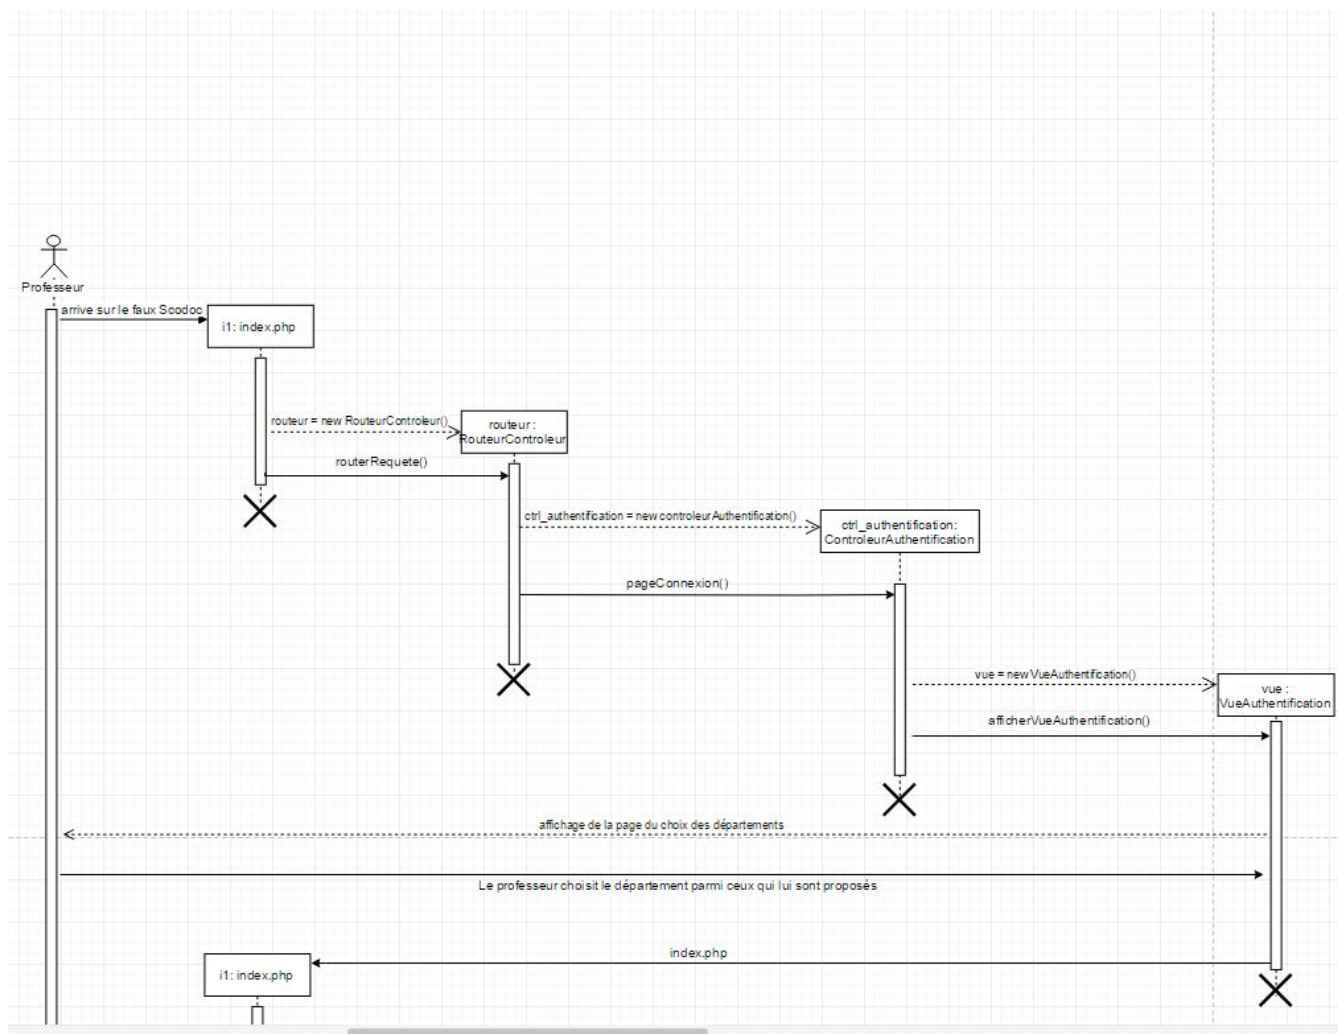 Professeur
arrive sur le faux Scodoc
i1: index.php
routeur = new RouteurControleur()
routeur :
RouteurControleur
routerRequete()
ctrl_authentification = new controleurAuthentification()
ctrl_authentification:
ControleurAuthentification
pageConnexion()
vue = new VueAuthentification()
vue :
VueAuthentification
afficherVueAuthentification()
affichage de la page du choix des départements
Le professeur choisit le département parmi ceux qui lui sont proposés
index.php
i1: index.php